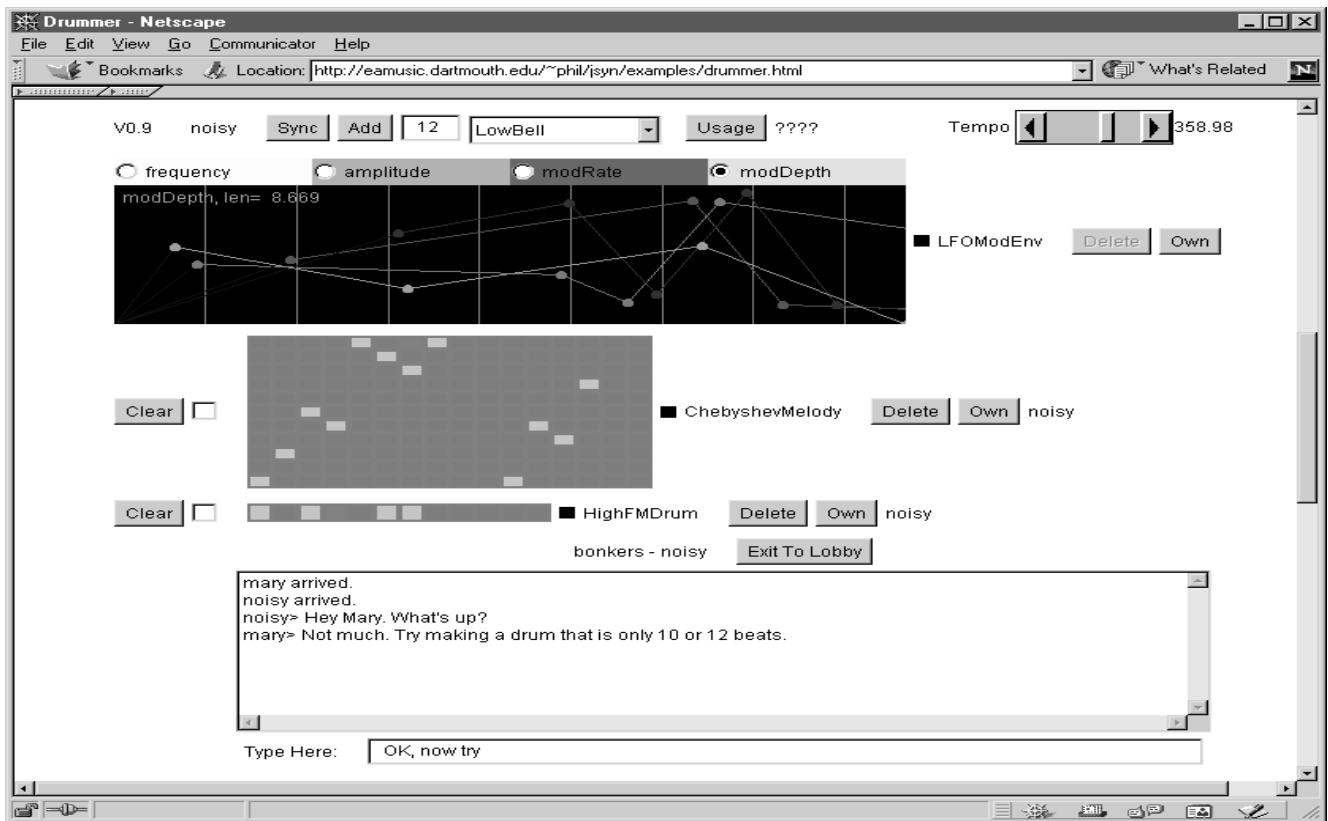 Drummer - Netscape
File Edit View Go Communicator Help
Bookmarks Location: http://eamusic.dartmouth.edu/~phil/jsyn/examples/drummer.html What's Related N
V0.9 noisy Sync Add 12 LowBell Usage ???? Tempo 358.98
frequency amplitude modRate modDepth
modDepth, len= 8.669
LFOModEnv Delete Own
Clear ChebyshevMelody Delete Own noisy
Clear HighFMDrum Delete Own noisy
bonkers - noisy Exit To Lobby
mary arrived.
noisy arrived.
noisy> Hey Mary. What's up?
mary> Not much. Try making a drum that is only 10 or 12 beats.
Type Here: OK, now try